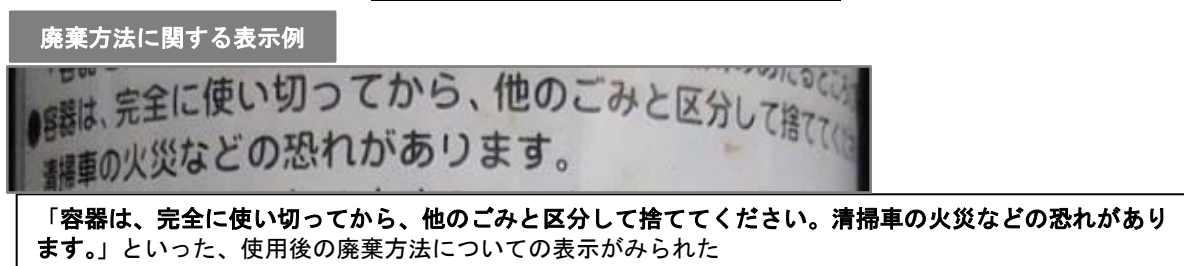 廃棄方法に関する表示例
●容器は、完全に使い切ってから、他のごみと区分して捨ててくだ
清掃車の火災などの恐れがあります。
「容器は、完全に使い切ってから、他のごみと区分して捨ててください。清掃車の火災などの恐れがあり
ます。」といった、使用後の廃棄方法についての表示がみられた